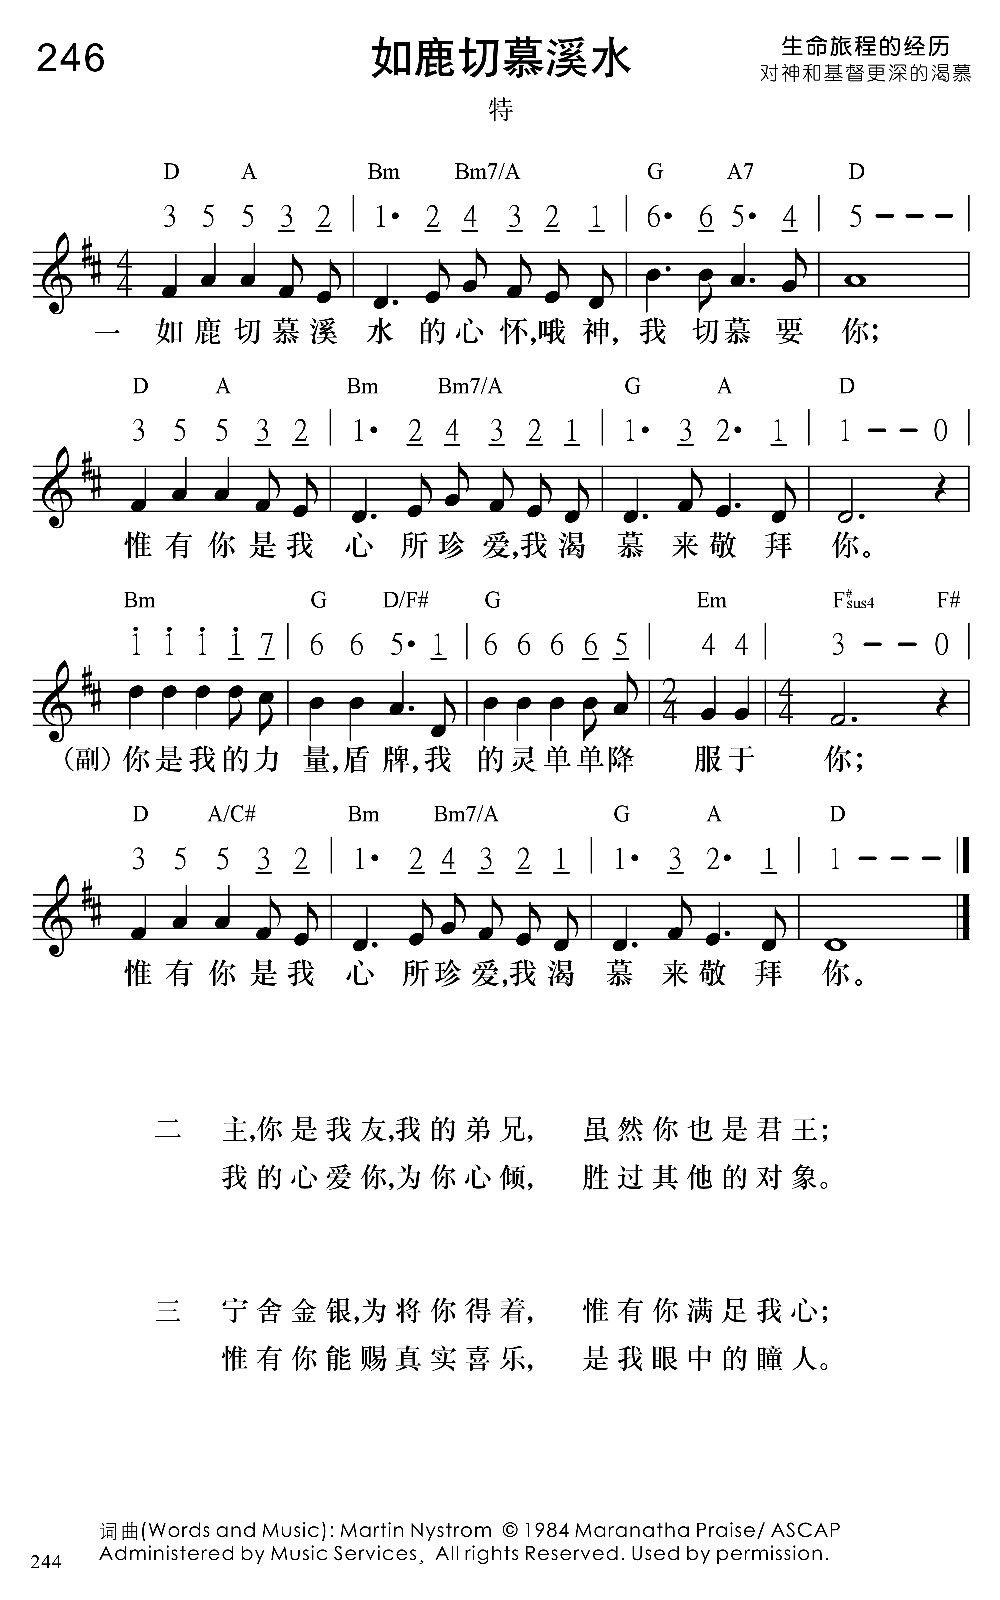 246 如鹿切慕溪水 生命旅程的经历
对神和基督更深的渴慕
特
D A Bm Bm7/A G A7 D
3 5 5 3 2 | 1• 2 4 3 2 1 | 6• 6 5• 4 | 5 – – – |
4
4
一 如鹿切慕溪 水 的心怀,哦神, 我 切慕要 你;
D A Bm Bm7/A G A D
3 5 5 3 2 | 1• 2 4 3 2 1 | 1• 3 2• 1 | 1 – – 0 |
惟有你是我 心 所珍爱,我渴 慕来敬拜 你。
Bm G D/F# G Em F#sus4 F#
1 1 1 1 7 | 6 6 5• 1 | 6 6 6 6 5 | 4 4 | 3 – – 0 |
2 4
4 4
(副)你是我的力 量,盾牌,我 的灵单单降 服于 你;
D A/C# Bm Bm7/A G A D
3 5 5 3 2 | 1• 2 4 3 2 1 | 1• 3 2• 1 | 1 – – – ‖
惟有你是我 心 所珍爱,我渴 慕来敬拜 你。
二 主,你是我友,我的弟兄, 虽然你也是君王;
我的心爱你,为你心倾, 胜过其他的对象。
三 宁舍金银,为将你得着, 惟有你满足我心;
惟有你能赐真实喜乐, 是我眼中的瞳人。
词曲(Words and Music): Martin Nystrom © 1984 Maranatha Praise/ ASCAP
Administered by Music Services, All rights Reserved. Used by permission.
244